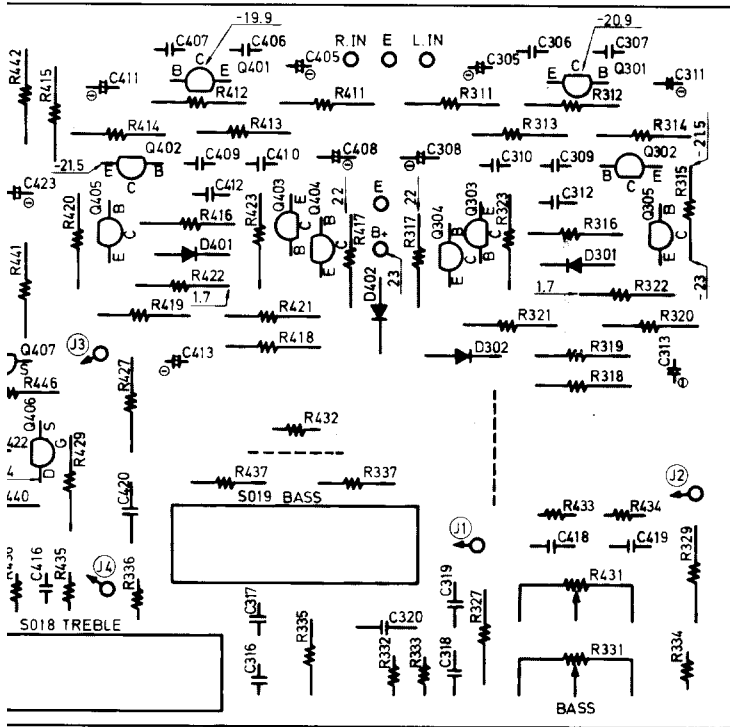 -19.9
-20.9
C407 C406 R.IN E L.IN C306 C307
C405 C305
R442 R415 C411 B C E Q401 E C B Q301 C311
R412 R411 R311 R312
R414 R413 R313 R314
-21.5 E C B Q402 C409 C410 C408 C308 C310 C309 Q302 E C B -21.5
C423 R420 Q405 C412 R423 Q403 Q404 22 E 22 Q304 Q303 R323 C312 Q305 R315
B C E R416 E C B B C E R417 B+ R317 B C E E C B R316 B C E
R441 D401 D402 23 D301
R422 1.7 1.7 R322 -23
R419 R421 R321 R320
Q407 S J3 R427 C413 R418 D302 R319 C313
R446 R318
Q406 S G D R429 R432
422
4
440 C420 R437 R337 J2
S019 BASS R433 R434
J1 C418 C419 R329
C416 R435 J4 R336 C317 C319 R327 R431
S018 TREBLE R335 C320
C316 R332 R333 C318 R331 R334
BASS